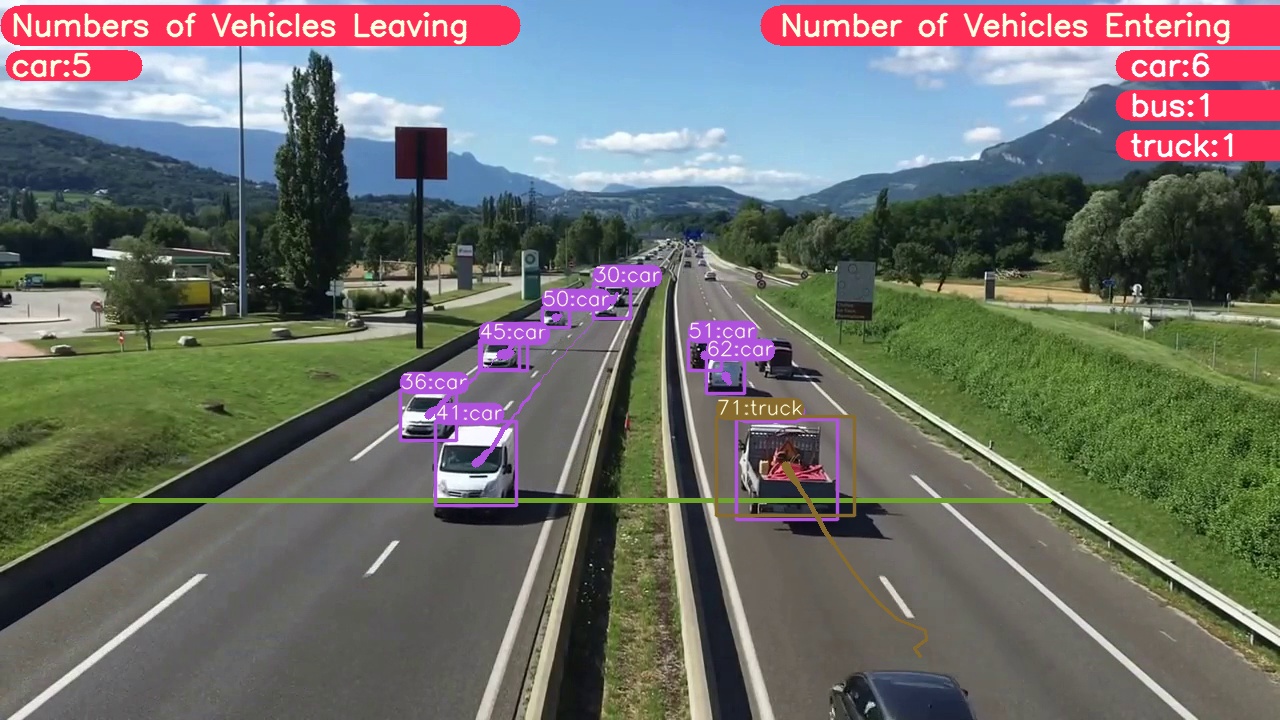 Numbers of Vehicles Leaving
Number of Vehicles Entering
car:5
car:6
bus:1
truck:1
30:car
50:car
45:car
51:car
62:car
36:car
41:car
71:truck